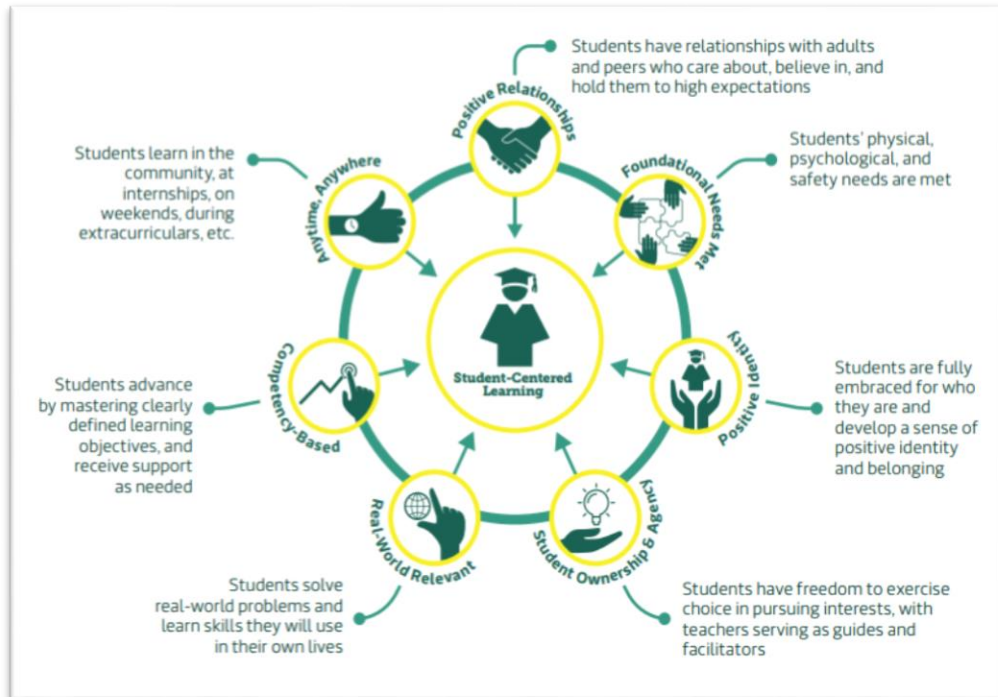 Students have relationships with adults
and peers who care about, believe in, and
hold them to high expectations
Positive Relationships
Students' physical,
psychological, and
safety needs are met
Foundational Needs Met
Students are fully
embraced for who
they are and
develop a sense of
positive identity
and belonging
Positive Identity
Students have freedom to exercise
choice in pursuing interests, with
teachers serving as guides and
facilitators
Student Ownership & Agency
Students solve
real-world problems and
learn skills they will use
in their own lives
Real-World Relevant
Students advance
by mastering clearly
defined learning
objectives, and
receive support
as needed
Competency-Based
Students learn in the
community, at
internships, on
weekends, during
extracurriculars, etc.
Anytime, Anywhere
Student-Centered
Learning